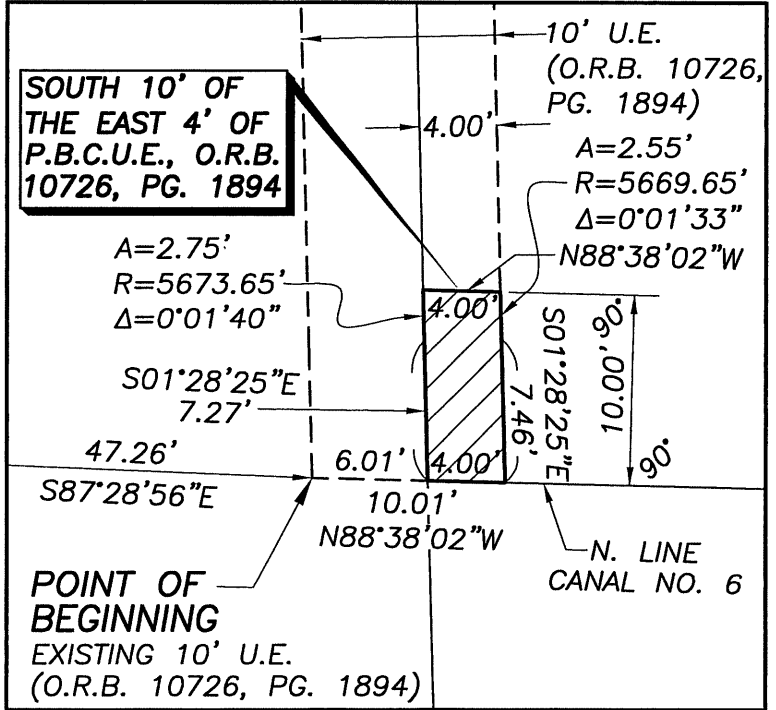 10' U.E.
(O.R.B. 10726,
PG. 1894)
SOUTH 10' OF
THE EAST 4' OF
P.B.C.U.E., O.R.B.
10726, PG. 1894
4.00'
A=2.55'
R=5669.65'
Δ=0°01'33"
N88°38'02"W
A=2.75'
R=5673.65'
Δ=0°01'40"
4.00'
S01°28'25"E
7.27'
S01°28'25"E
7.46'
90°
10.00'
90°
47.26'
S87°28'56"E
6.01'
4.00'
10.01'
N88°38'02"W
N. LINE
CANAL NO. 6
POINT OF
BEGINNING
EXISTING 10' U.E.
(O.R.B. 10726, PG. 1894)